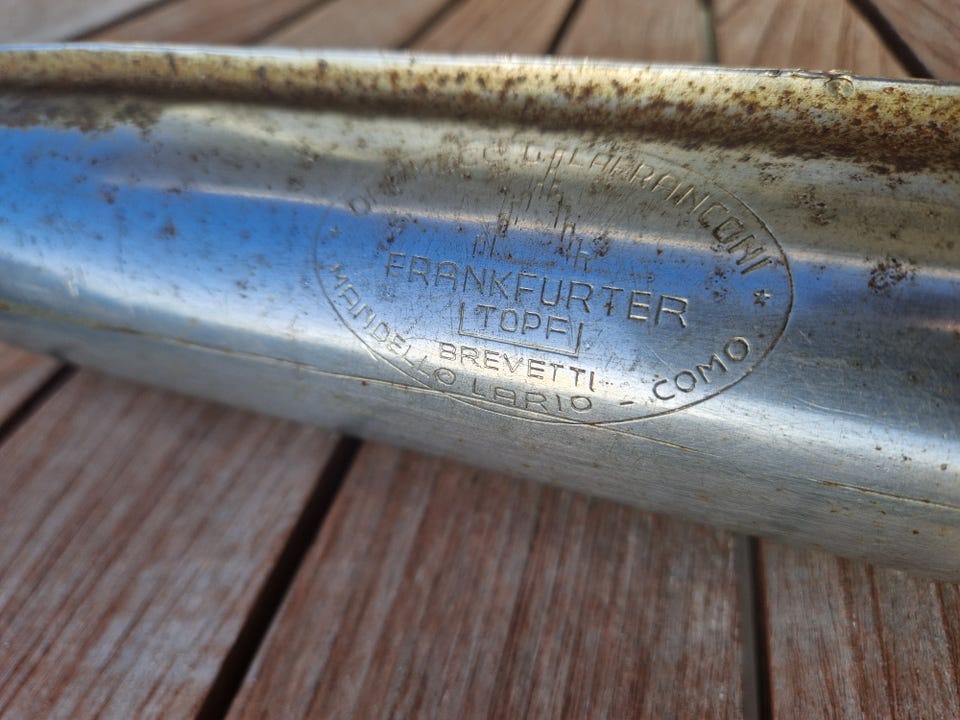 LAFRANCONI
FRANKFURTER
TOPF
BREVETTI
MANDELLO LARIO - COMO